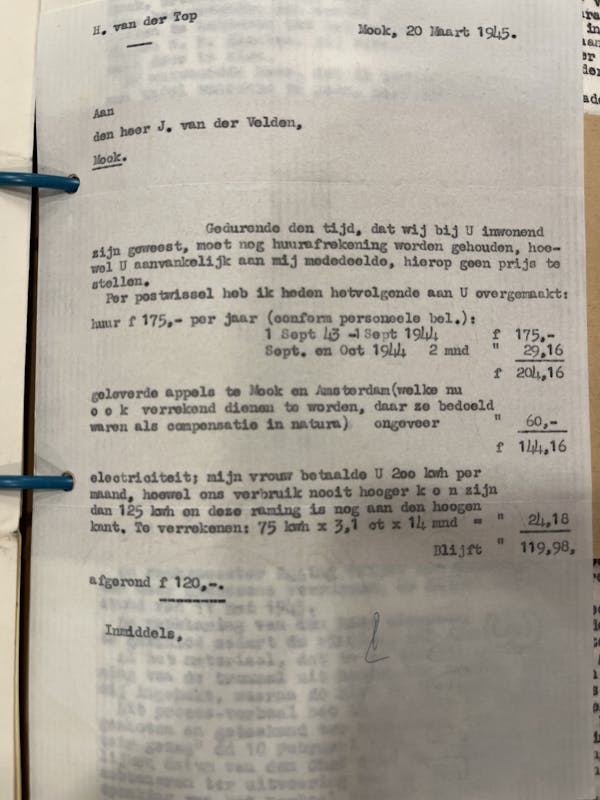 H. van der Top
Mook, 20 Maart 1945.
Aan
den heer J. van der Velden,
Mook.
Gedurende den tijd, dat wij bij U inwonend
zijn geweest, moet nog huurafrekening worden gehouden, hoe-
wel U aanvankelijk aan mij mededeelde, hierop geen prijs te
stellen.
Per postwissel heb ik heden hetvolgende aan U overgemaakt:
huur f 175,- per jaar (conform personeele bel.):
1 Sept 43 -1 Sept 1944 f 175,-
Sept. en Oct 1944 2 mnd " 29,16
f 204,16
geleverde appels te Mook en Amsterdam(welke nu
o o k verrekend dienen te worden, daar ze bedoeld
waren als compensatie in natura) ongeveer " 60,-
f 144,16
electriciteit; mijn vrouw betaalde U 200 kwh per
maand, hoewel ons verbruik nooit hooger k o n zijn
dan 125 kwh en deze raming is nog aan den hoogen
kant. Te verrekenen: 75 kwh x 3,1 ct x 14 mnd = " 24,18
Blijft " 119,98,
afgerond f 120,-.
Inmiddels,